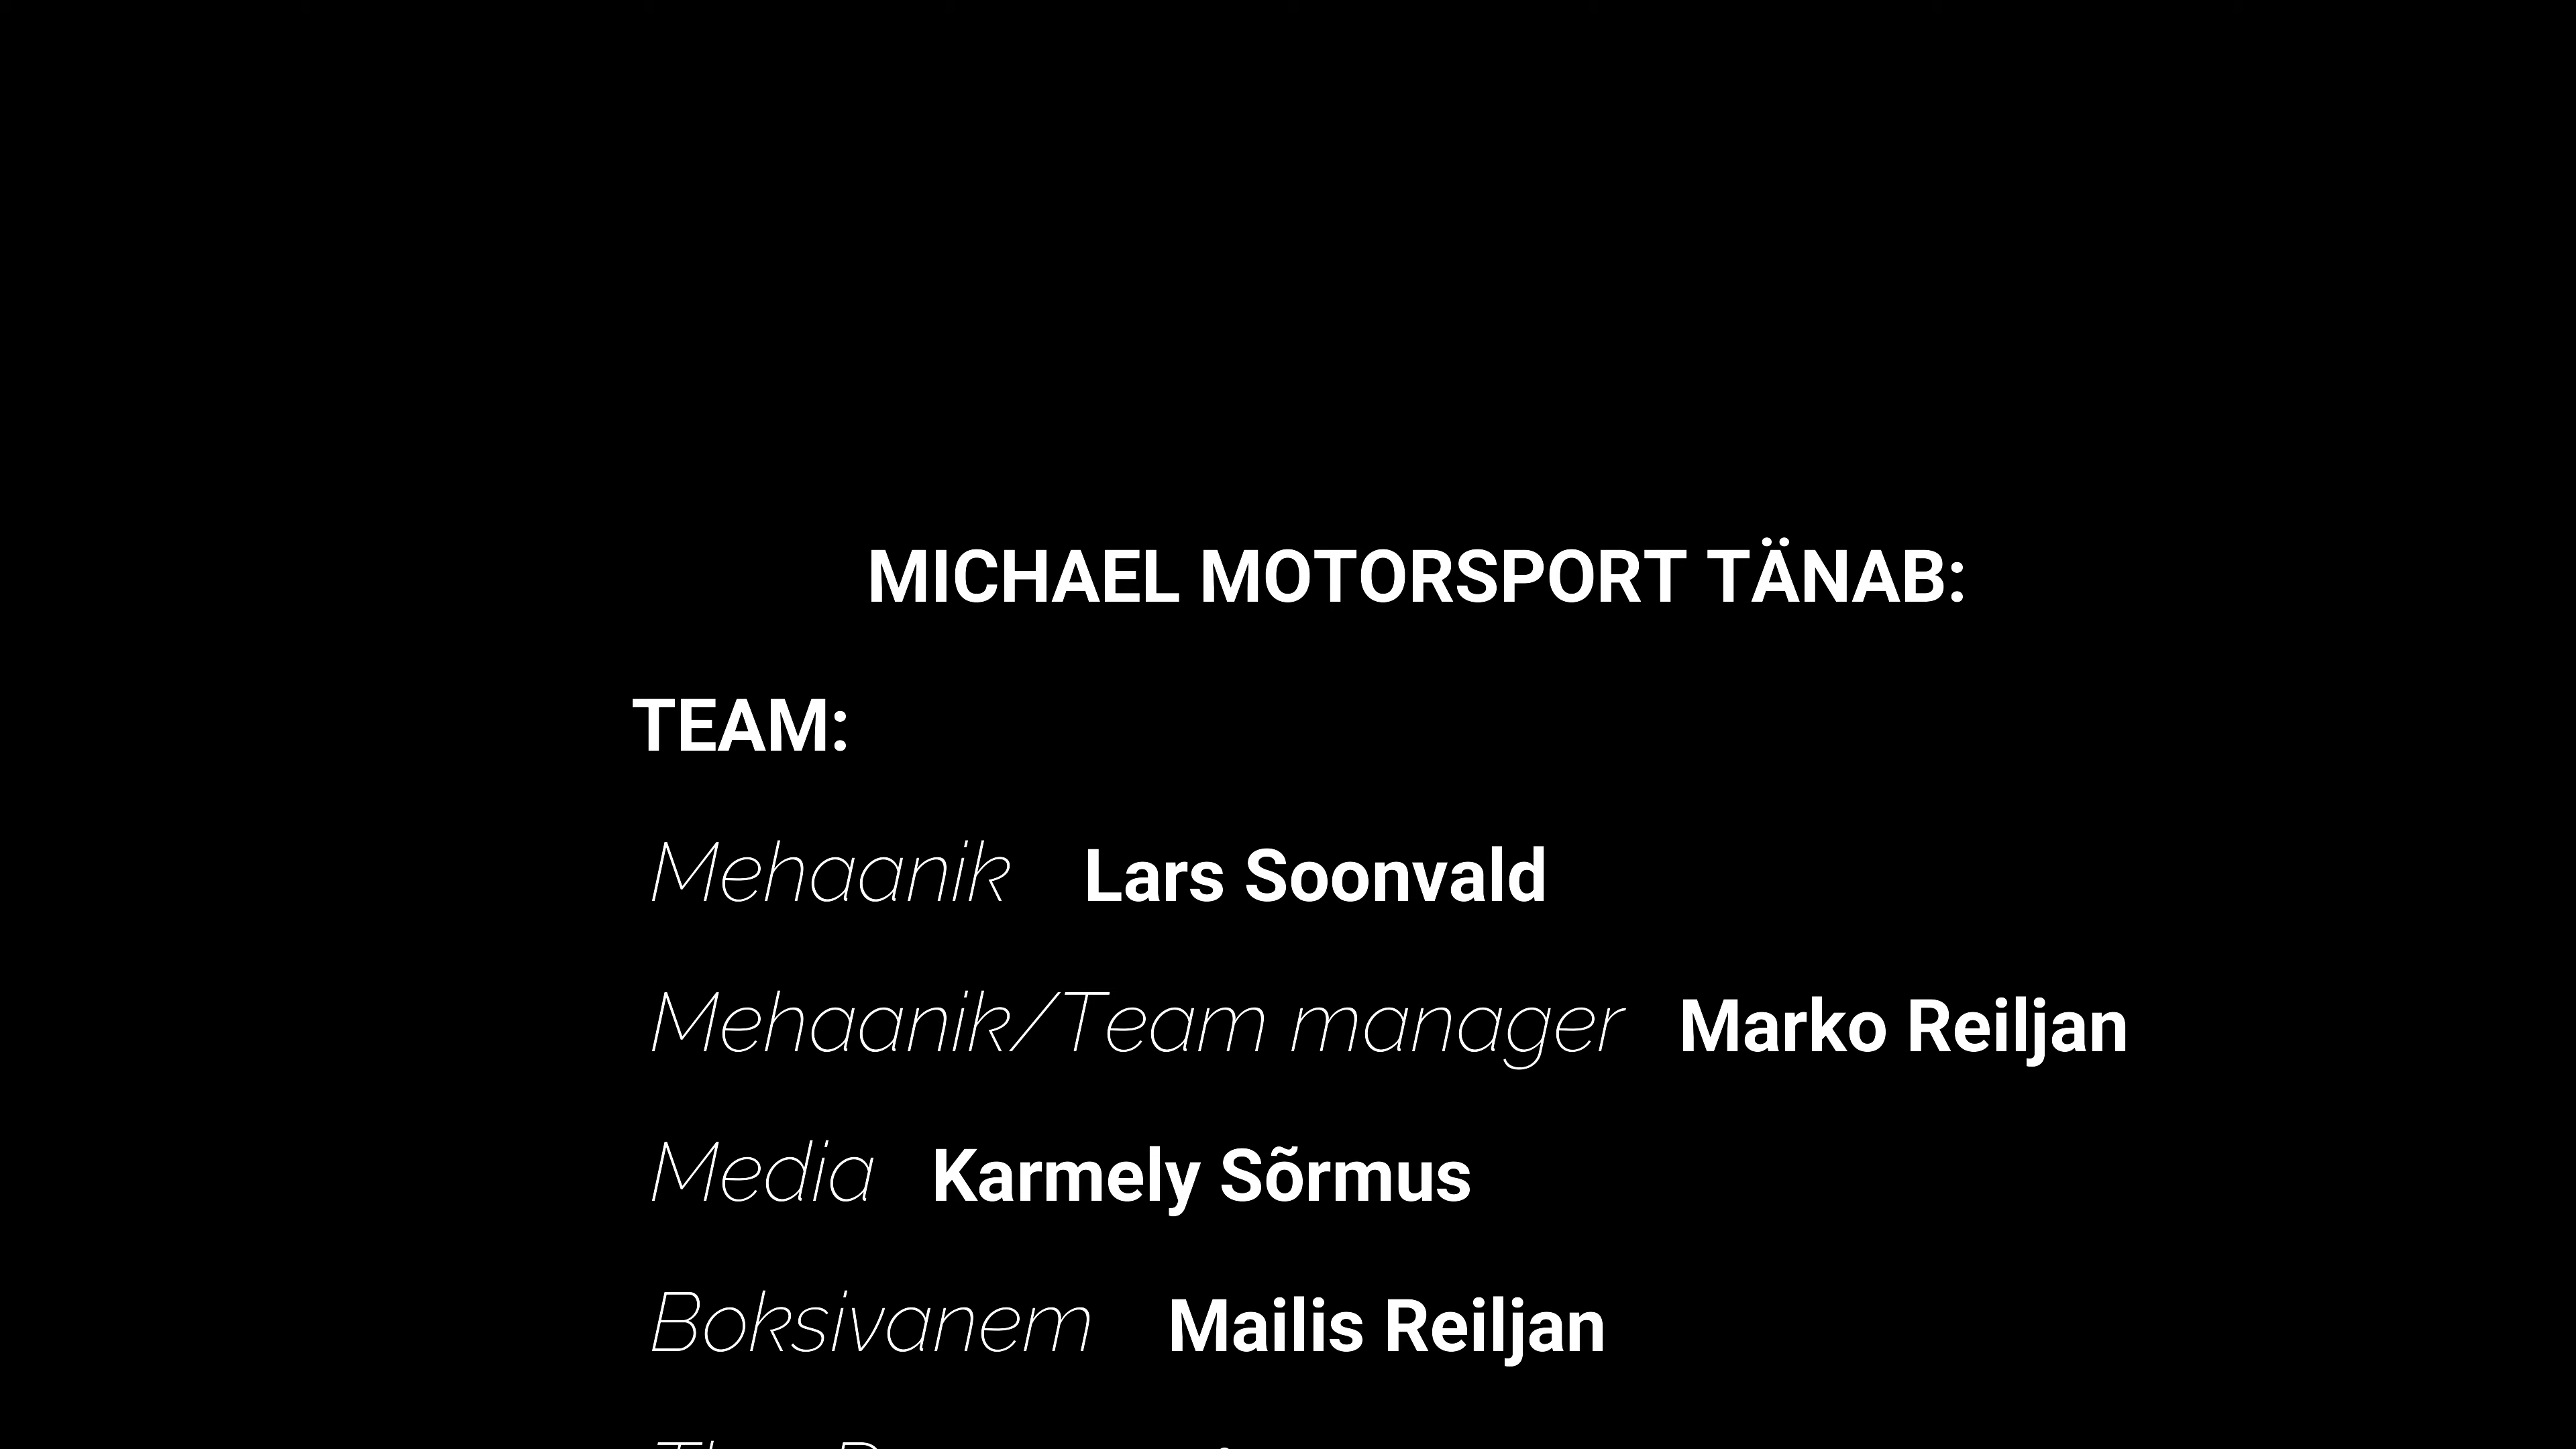 MICHAEL MOTORSPORT TÄNAB:
TEAM:
Mehaanik Lars Soonvald
Mehaanik/Team manager Marko Reiljan
Media Karmely Sõrmus
Boksivanem Mailis Reiljan